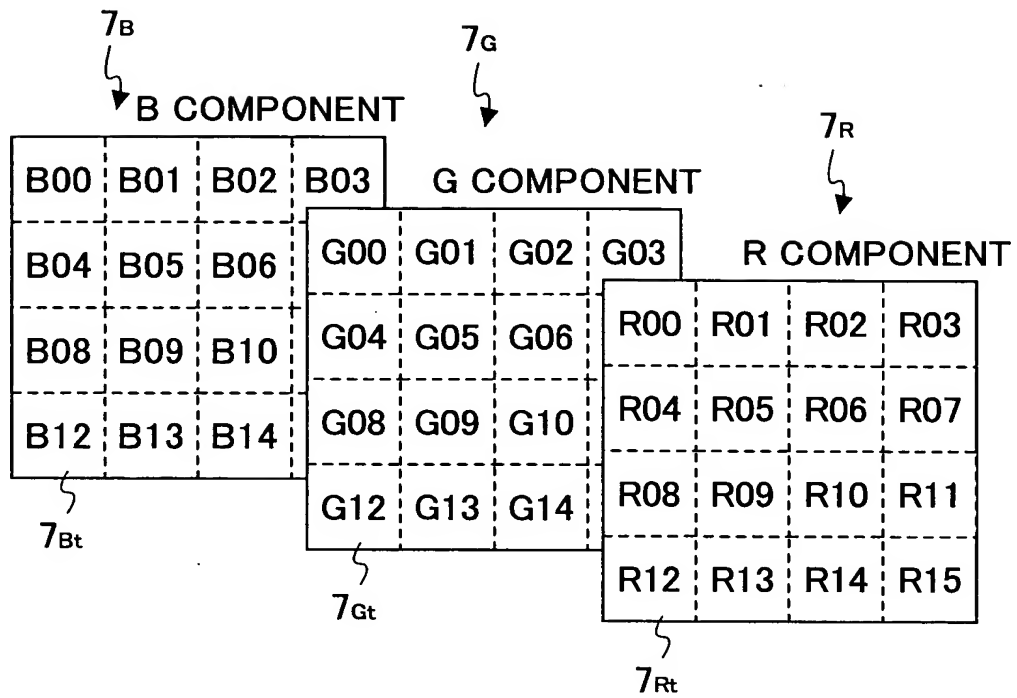 7B
7G
7R
B COMPONENT
B00 B01 B02 B03
B04 B05 B06
B08 B09 B10
B12 B13 B14
7Bt
G COMPONENT
G00 G01 G02 G03
G04 G05 G06
G08 G09 G10
G12 G13 G14
7Gt
R COMPONENT
R00 R01 R02 R03
R04 R05 R06 R07
R08 R09 R10 R11
R12 R13 R14 R15
7Rt